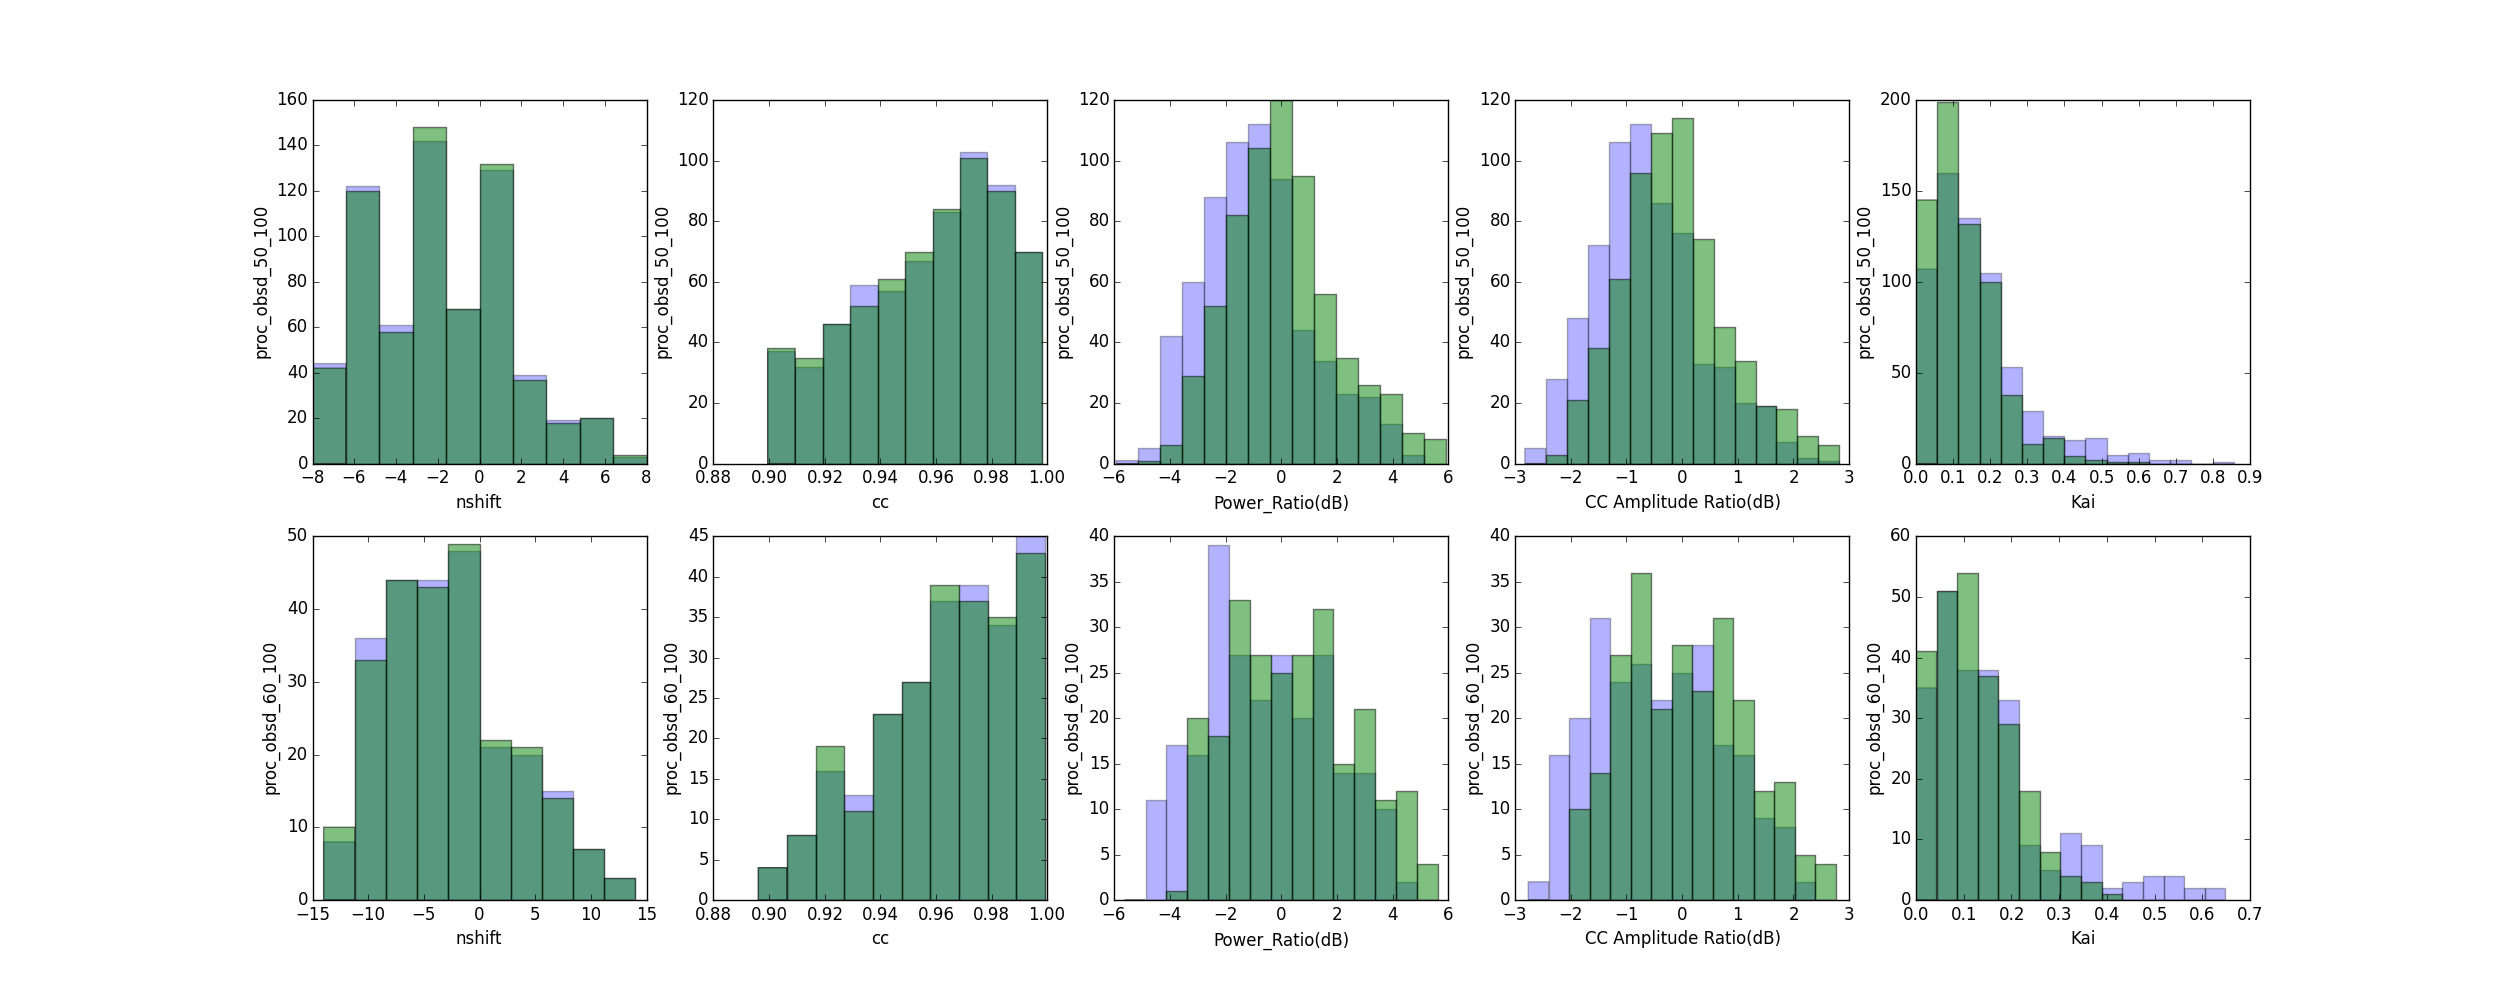 160 140 120 100 80 60 40 20 0
proc_obsd_50_100
−8 −6 −4 −2 0 2 4 6 8
nshift
120 100 80 60 40 20 0
proc_obsd_50_100
0.88 0.90 0.92 0.94 0.96 0.98 1.00
cc
120 100 80 60 40 20 0
proc_obsd_50_100
−6 −4 −2 0 2 4 6
Power_Ratio(dB)
120 100 80 60 40 20 0
proc_obsd_50_100
−3 −2 −1 0 1 2 3
CC Amplitude Ratio(dB)
200 150 100 50 0
proc_obsd_50_100
0.0 0.1 0.2 0.3 0.4 0.5 0.6 0.7 0.8 0.9
Kai
50 40 30 20 10 0
proc_obsd_60_100
−15 −10 −5 0 5 10 15
nshift
45 40 35 30 25 20 15 10 5 0
proc_obsd_60_100
0.88 0.90 0.92 0.94 0.96 0.98 1.00
cc
40 35 30 25 20 15 10 5 0
proc_obsd_60_100
−6 −4 −2 0 2 4 6
Power_Ratio(dB)
40 35 30 25 20 15 10 5 0
proc_obsd_60_100
−3 −2 −1 0 1 2 3
CC Amplitude Ratio(dB)
60 50 40 30 20 10 0
proc_obsd_60_100
0.0 0.1 0.2 0.3 0.4 0.5 0.6 0.7
Kai